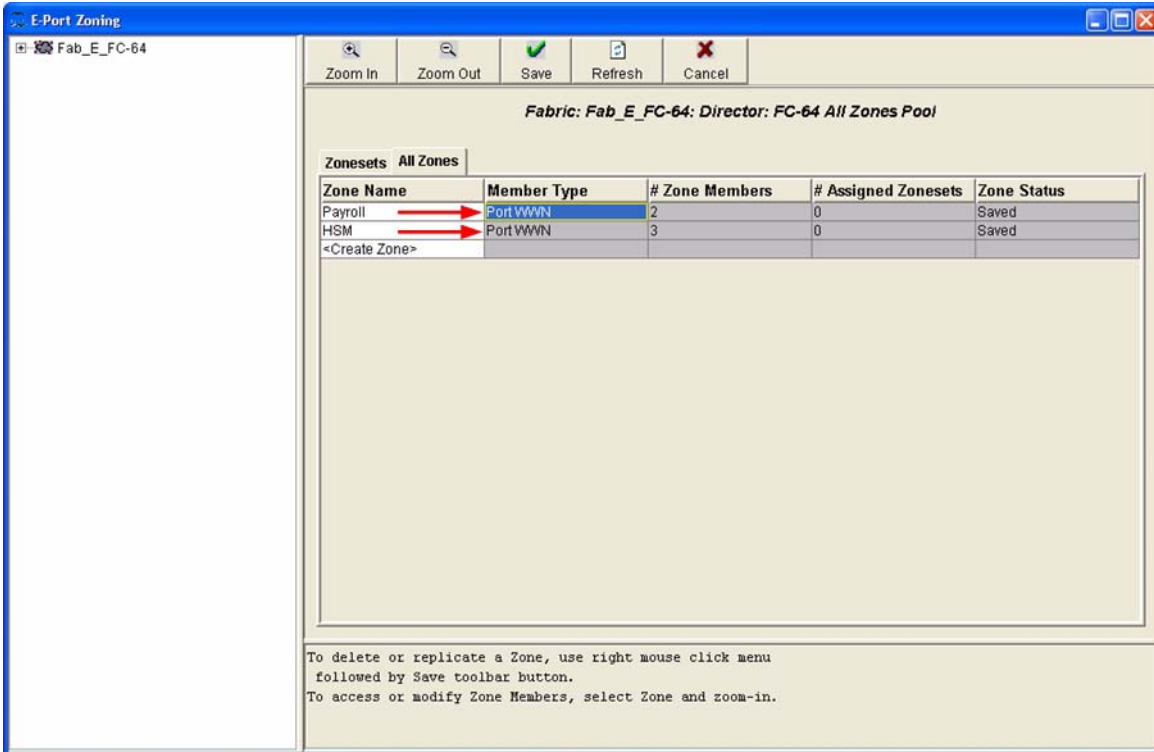 E-Port Zoning
Fab_E_FC-64
Zoom In Zoom Out Save Refresh Cancel
Fabric: Fab_E_FC-64: Director: FC-64 All Zones Pool
Zonesets All Zones
Zone Name Member Type # Zone Members # Assigned Zonesets Zone Status
Payroll Port WWN 2 0 Saved
HSM Port WWN 3 0 Saved
<Create Zone>
To delete or replicate a Zone, use right mouse click menu
followed by Save toolbar button.
To access or modify Zone Members, select Zone and zoom-in.